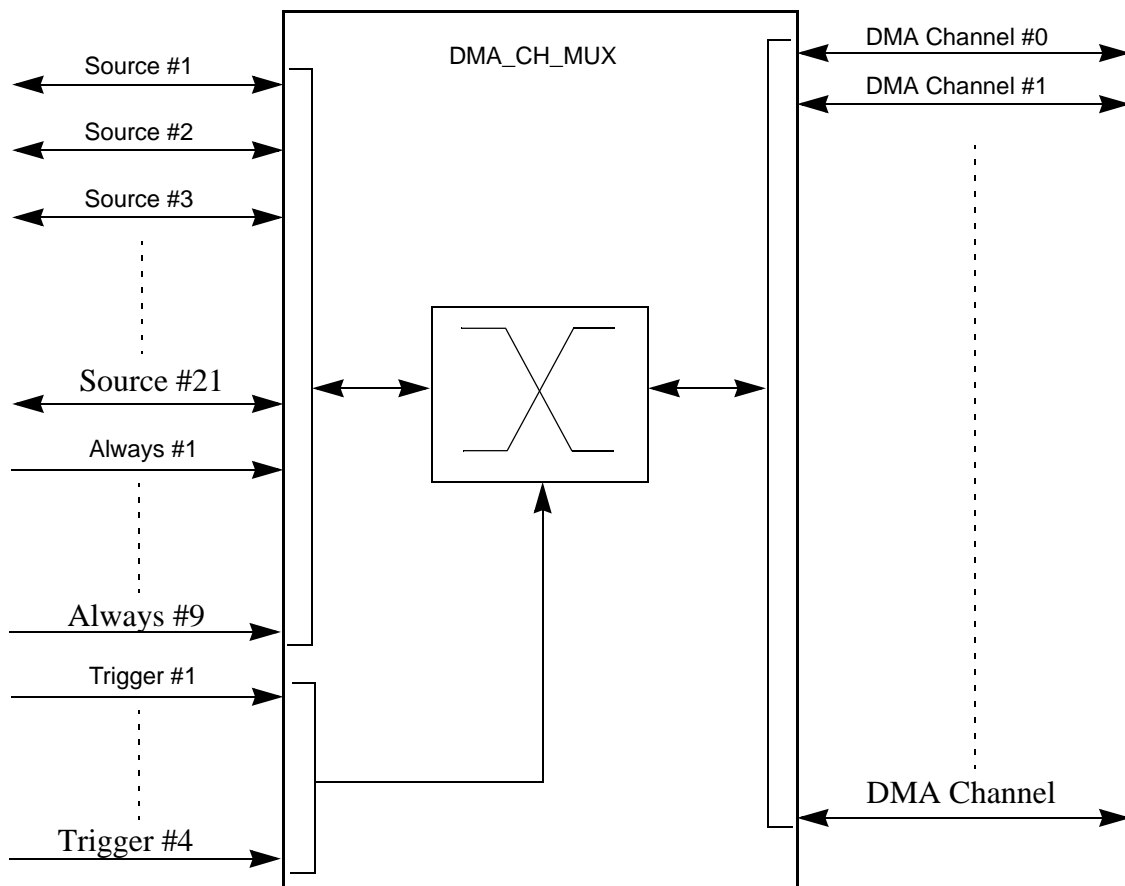 DMA_CH_MUX
Source #1
Source #2
Source #3
Source #21
Always #1
Always #9
Trigger #1
Trigger #4
DMA Channel #0
DMA Channel #1
DMA Channel